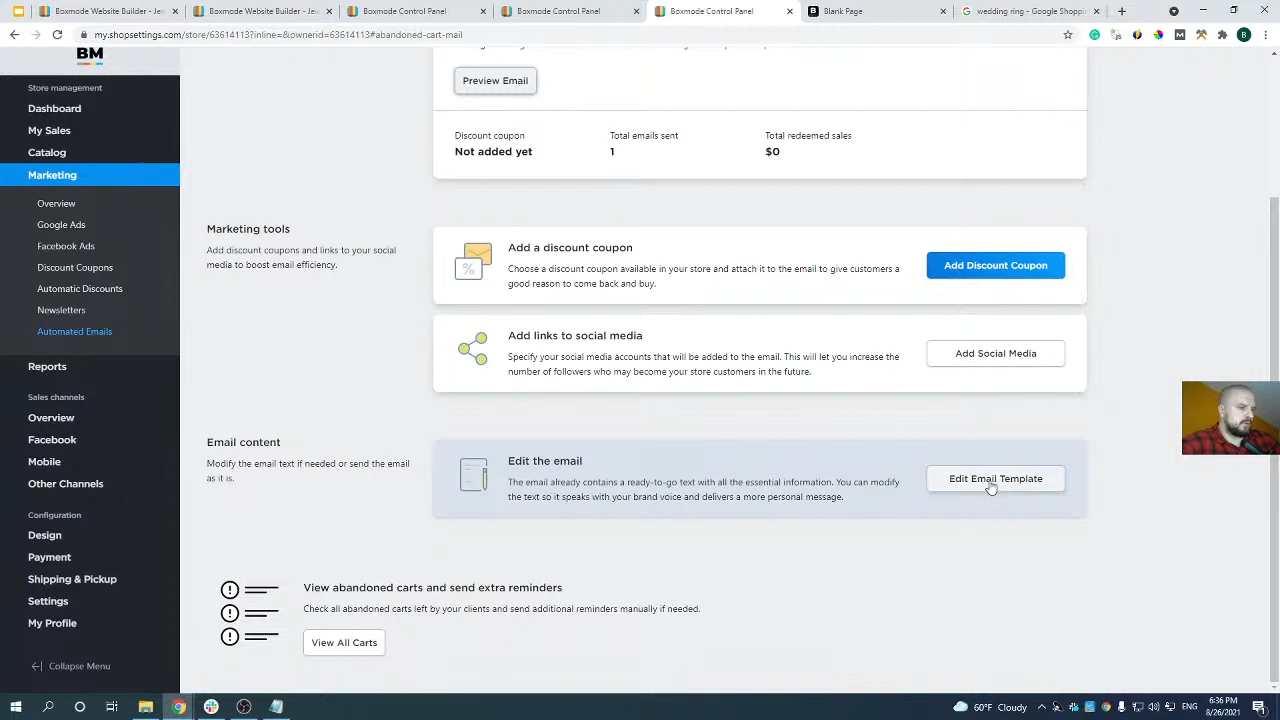 Boxmode Website Builder - Jew
Boxmode Website Builder - Jew
Boxmode Control Panel
Boxmode Control Panel
Boxmode Control Panel
Blank Page
wedding ring - Google Shoppin
my.shopsettings.com/store/63614113?inline=&ownerid=63614113#abandoned-cart-mail
B
BM
Store management
Dashboard
My Sales
Catalog
Marketing
Overview
Google Ads
Facebook Ads
Discount Coupons
Automatic Discounts
Newsletters
Automated Emails
Reports
Sales channels
Overview
Facebook
Mobile
Other Channels
Configuration
Design
Payment
Shipping & Pickup
Settings
My Profile
Collapse Menu
Preview Email
Discount coupon
Not added yet
Total emails sent
1
Total redeemed sales
$0
Marketing tools
Add discount coupons and links to your social
media to boost email efficiency.
Add a discount coupon
Choose a discount coupon available in your store and attach it to the email to give customers a
good reason to come back and buy.
Add Discount Coupon
Add links to social media
Specify your social media accounts that will be added to the email. This will let you increase the
number of followers who may become your store customers in the future.
Add Social Media
Email content
Modify the email text if needed or send the email
as it is.
Edit the email
The email already contains a ready-to-go text with all the essential information. You can modify
the text so it speaks with your brand voice and delivers a more personal message.
Edit Email Template
View abandoned carts and send extra reminders
Check all abandoned carts left by your clients and send additional reminders manually if needed.
View All Carts
60°F Cloudy
6:36 PM
8/26/2021